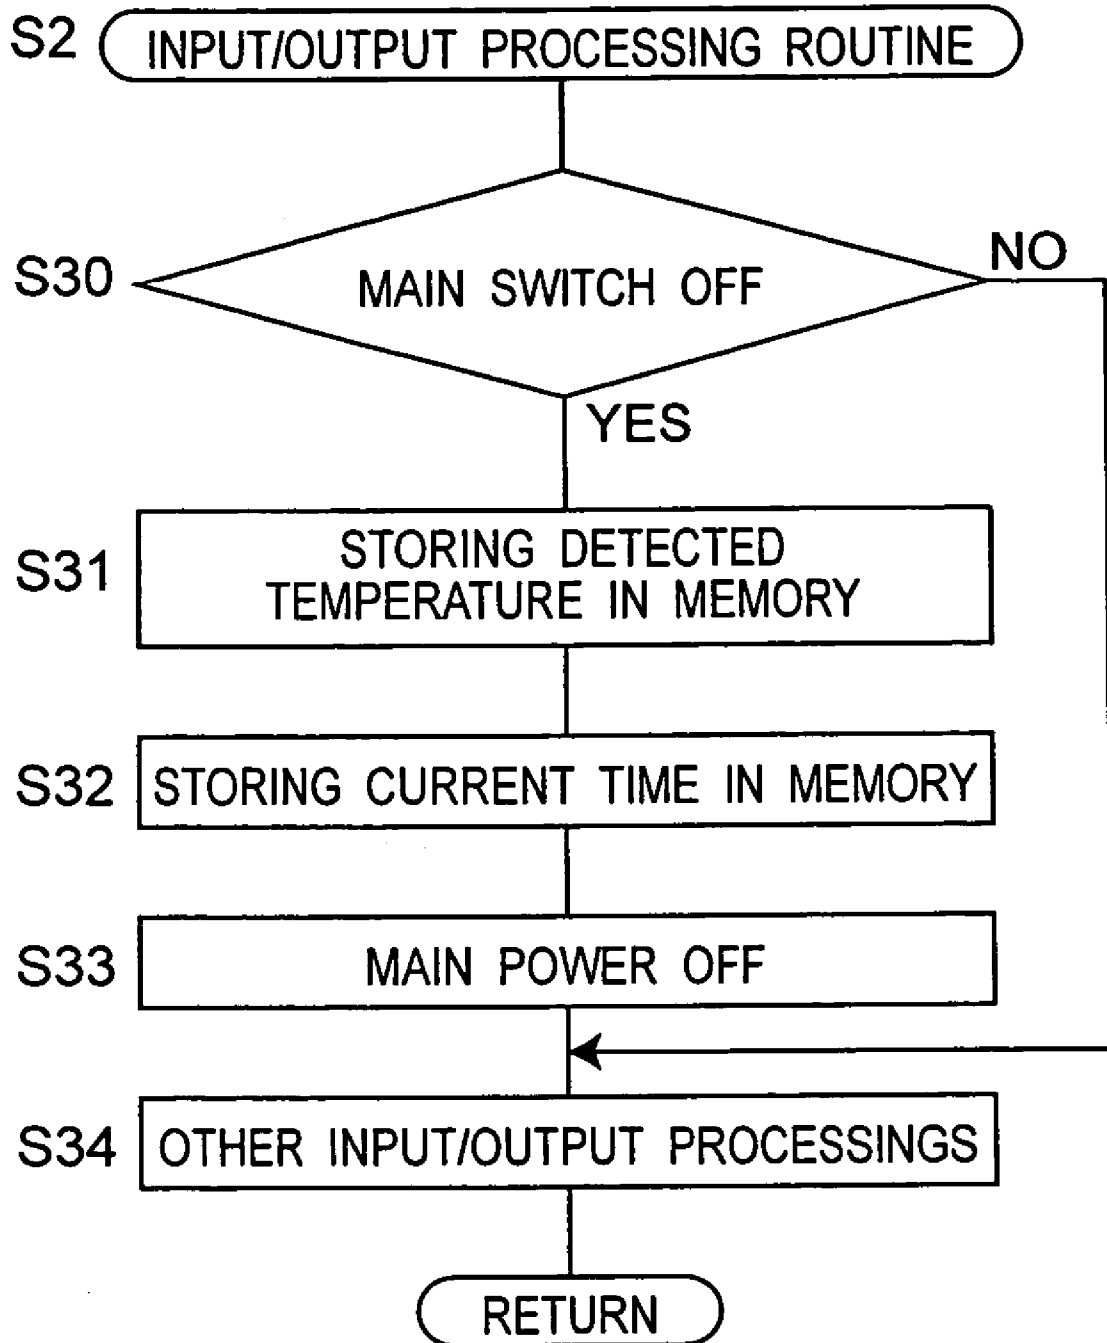 S2 INPUT/OUTPUT PROCESSING ROUTINE
S30 MAIN SWITCH OFF NO
YES
S31 STORING DETECTED
TEMPERATURE IN MEMORY
S32 STORING CURRENT TIME IN MEMORY
S33 MAIN POWER OFF
S34 OTHER INPUT/OUTPUT PROCESSINGS
RETURN